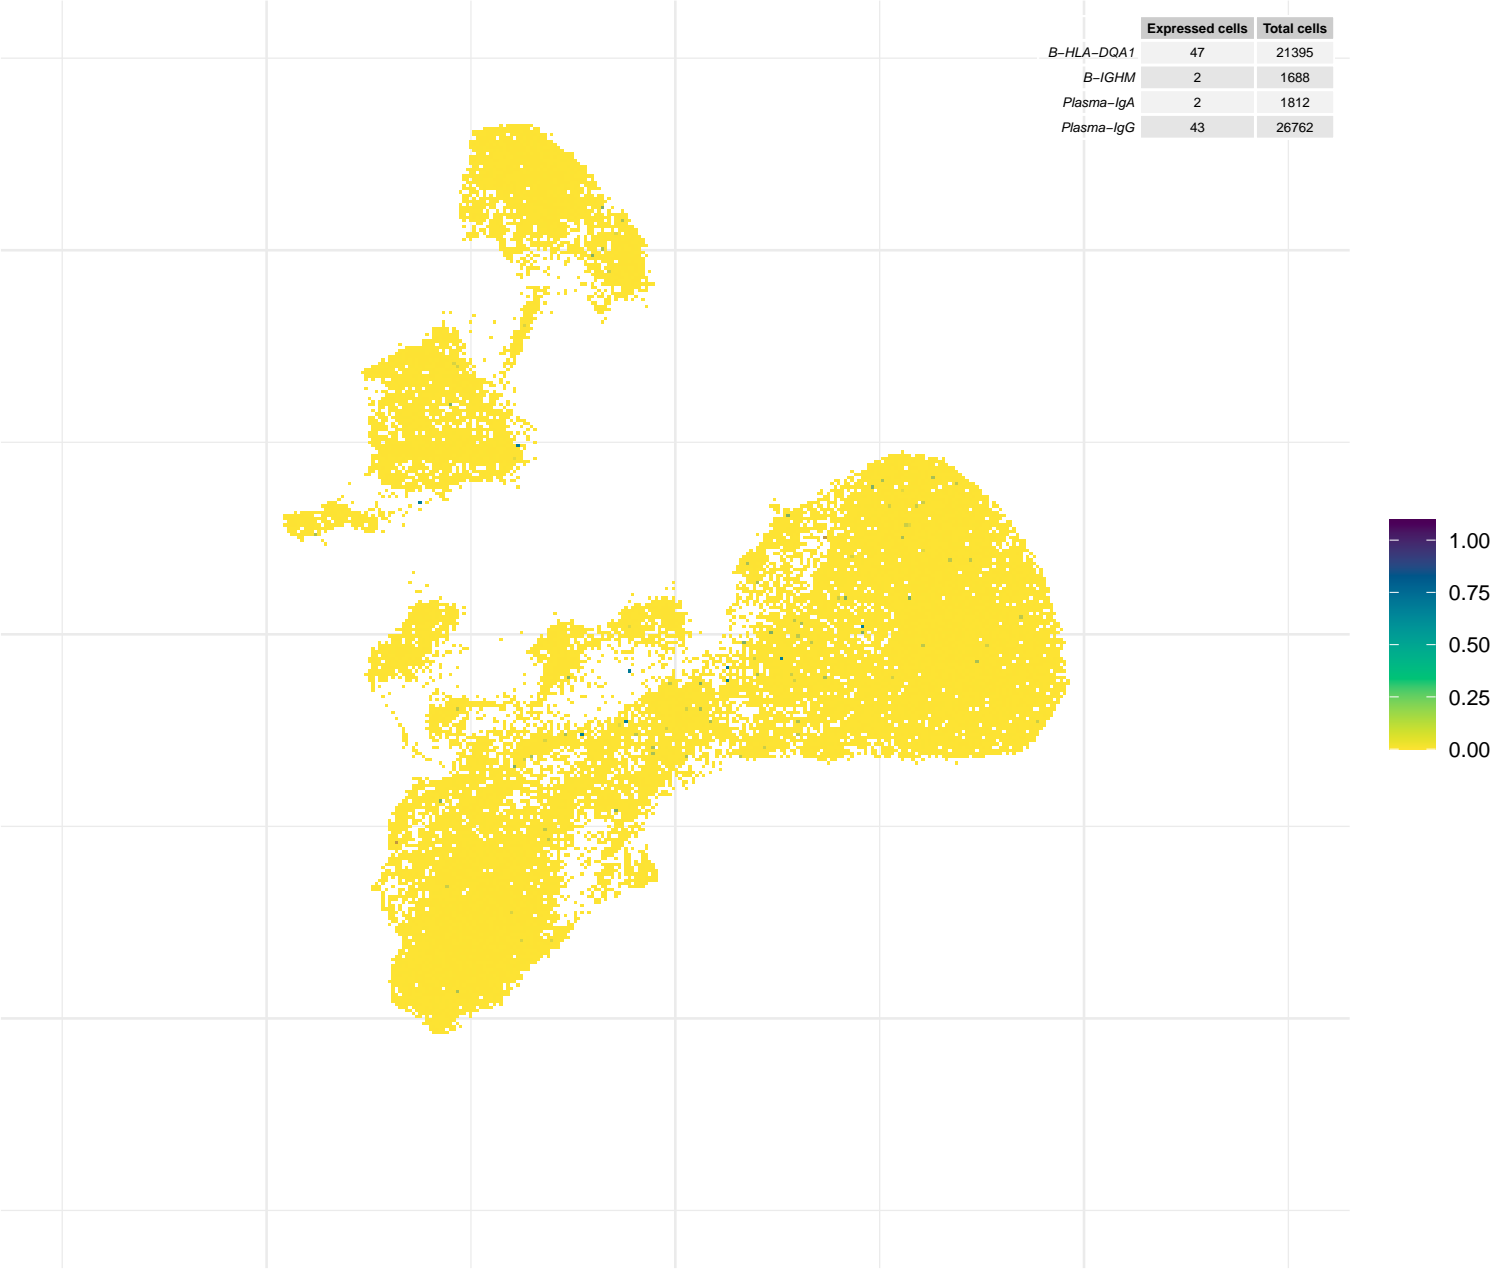 Expressed cells Total cells
B−HLA−DQA1 47 21395
B−IGHM 2 1688
Plasma−IgA 2 1812
Plasma−IgG 43 26762
1.00
0.75
0.50
0.25
0.00